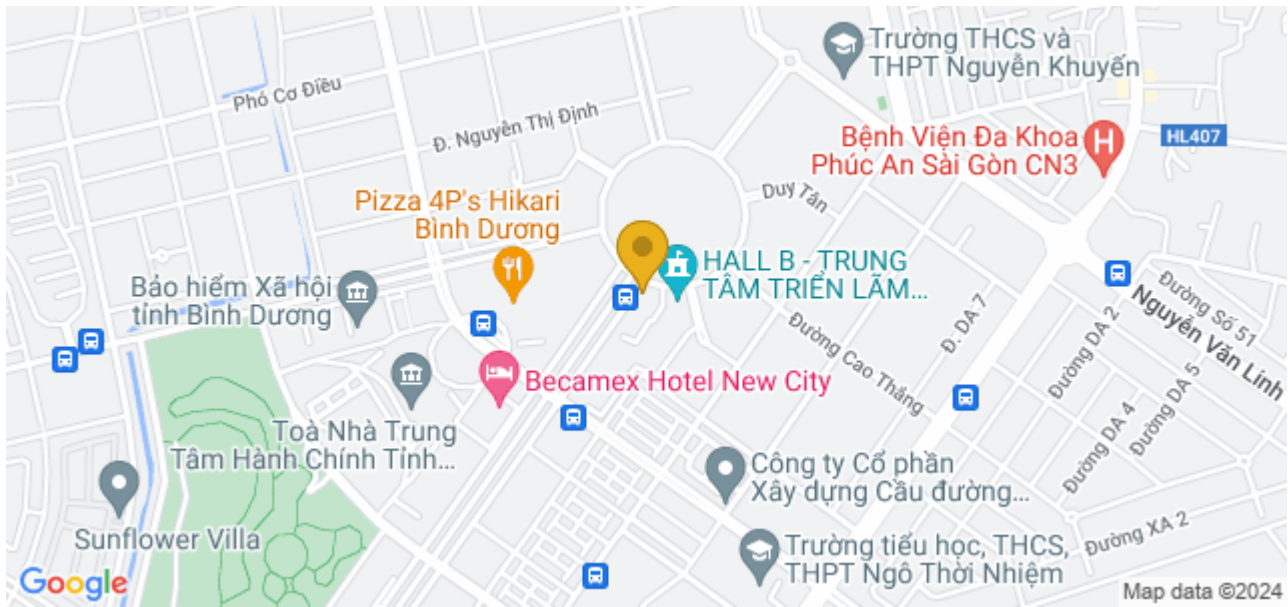 Trường THCS và
THPT Nguyễn Khuyến
Phó Cơ Điều
Đ. Nguyễn Thị Định
Bệnh Viện Đa Khoa
Phúc An Sài Gòn CN3
H
HL407
Duy Tân
Pizza 4P's Hikari
Bình Dương
HALL B - TRUNG
TÂM TRIỂN LÃM...
Bảo hiểm Xã hội
tỉnh Bình Dương
Đường Số 51
Nguyễn Văn Linh
Đường DA 2
Đ. DA 7
Đường Cao Thắng
Becamex Hotel New City
Đường DA 5
Đường DA 4
Toà Nhà Trung
Tâm Hành Chính Tỉnh...
Công ty Cổ phần
Xây dựng Cầu đường...
Đường XA 2
Sunflower Villa
Trường tiểu học, THCS,
THPT Ngô Thời Nhiệm
Google
Map data ©2024